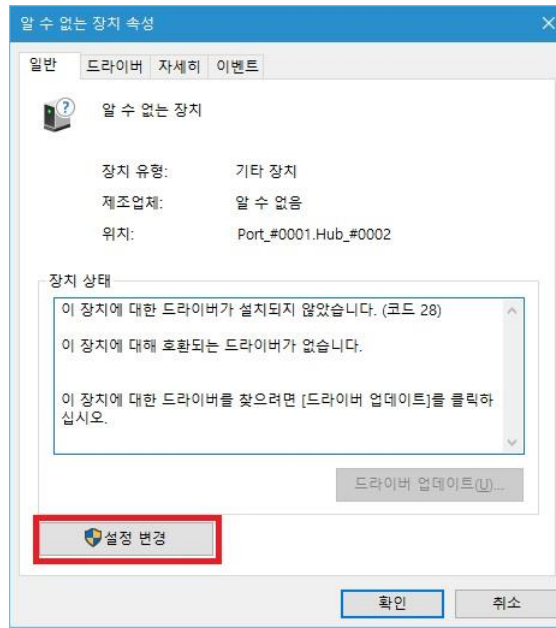 알 수 없는 장치 속성
일반 드라이버 자세히 이벤트
알 수 없는 장치
장치 유형: 기타 장치
제조업체: 알 수 없음
위치: Port_#0001.Hub_#0002
장치 상태
이 장치에 대한 드라이버가 설치되지 않았습니다. (코드 28)
이 장치에 대해 호환되는 드라이버가 없습니다.
이 장치에 대한 드라이버를 찾으려면 [드라이버 업데이트]를 클릭하
십시오.
드라이버 업데이트(U)...
설정 변경
확인 취소